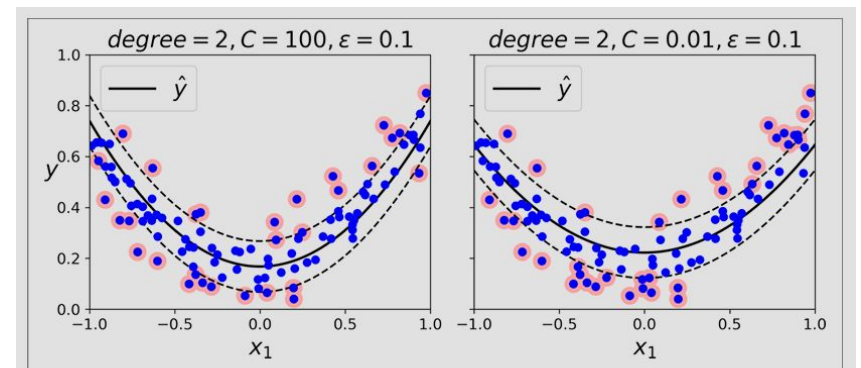 degree = 2, C = 100, ε = 0.1
ŷ
y
1.0
0.8
0.6
0.4
0.2
0.0
−1.0 −0.5 0.0 0.5 1.0
x₁
degree = 2, C = 0.01, ε = 0.1
ŷ
−1.0 −0.5 0.0 0.5 1.0
x₁